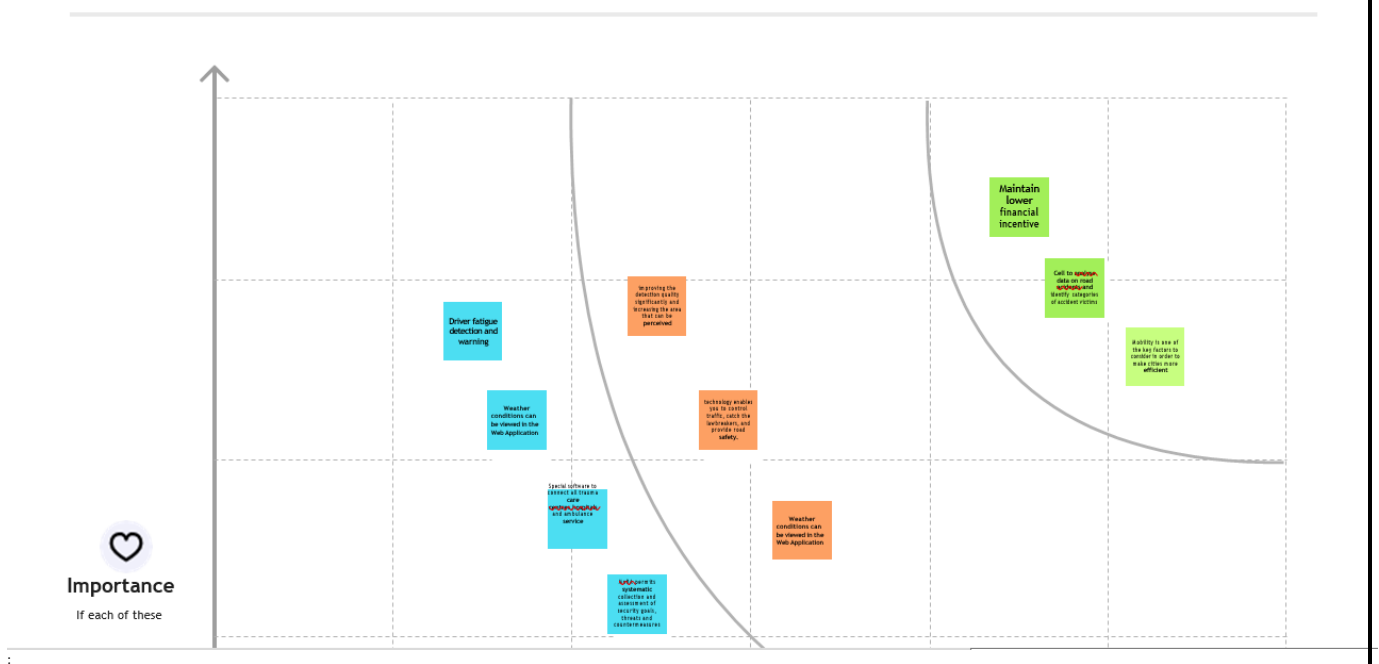 Maintain
lower
financial
incentive
Cell to
data on road
and
identify categories
of accident victims
Mobility is one of
the key factors to
consider in order to
make cities more
efficient
Improving the
detection quality
significantly and
increasing the area
that can be
perceived
Driver fatigue
detection and
warning
technology enables
you to control
traffic, catch the
lawbreakers, and
provide road
safety.
Weather
conditions can
be viewed in the
Web Application
Special software to
connect all trauma
care
and ambulance
service
Weather
conditions can
be viewed in the
Web Application
permits
systematic
collection and
assessment of
security goals,
threats and
countermeasures
Importance
If each of these